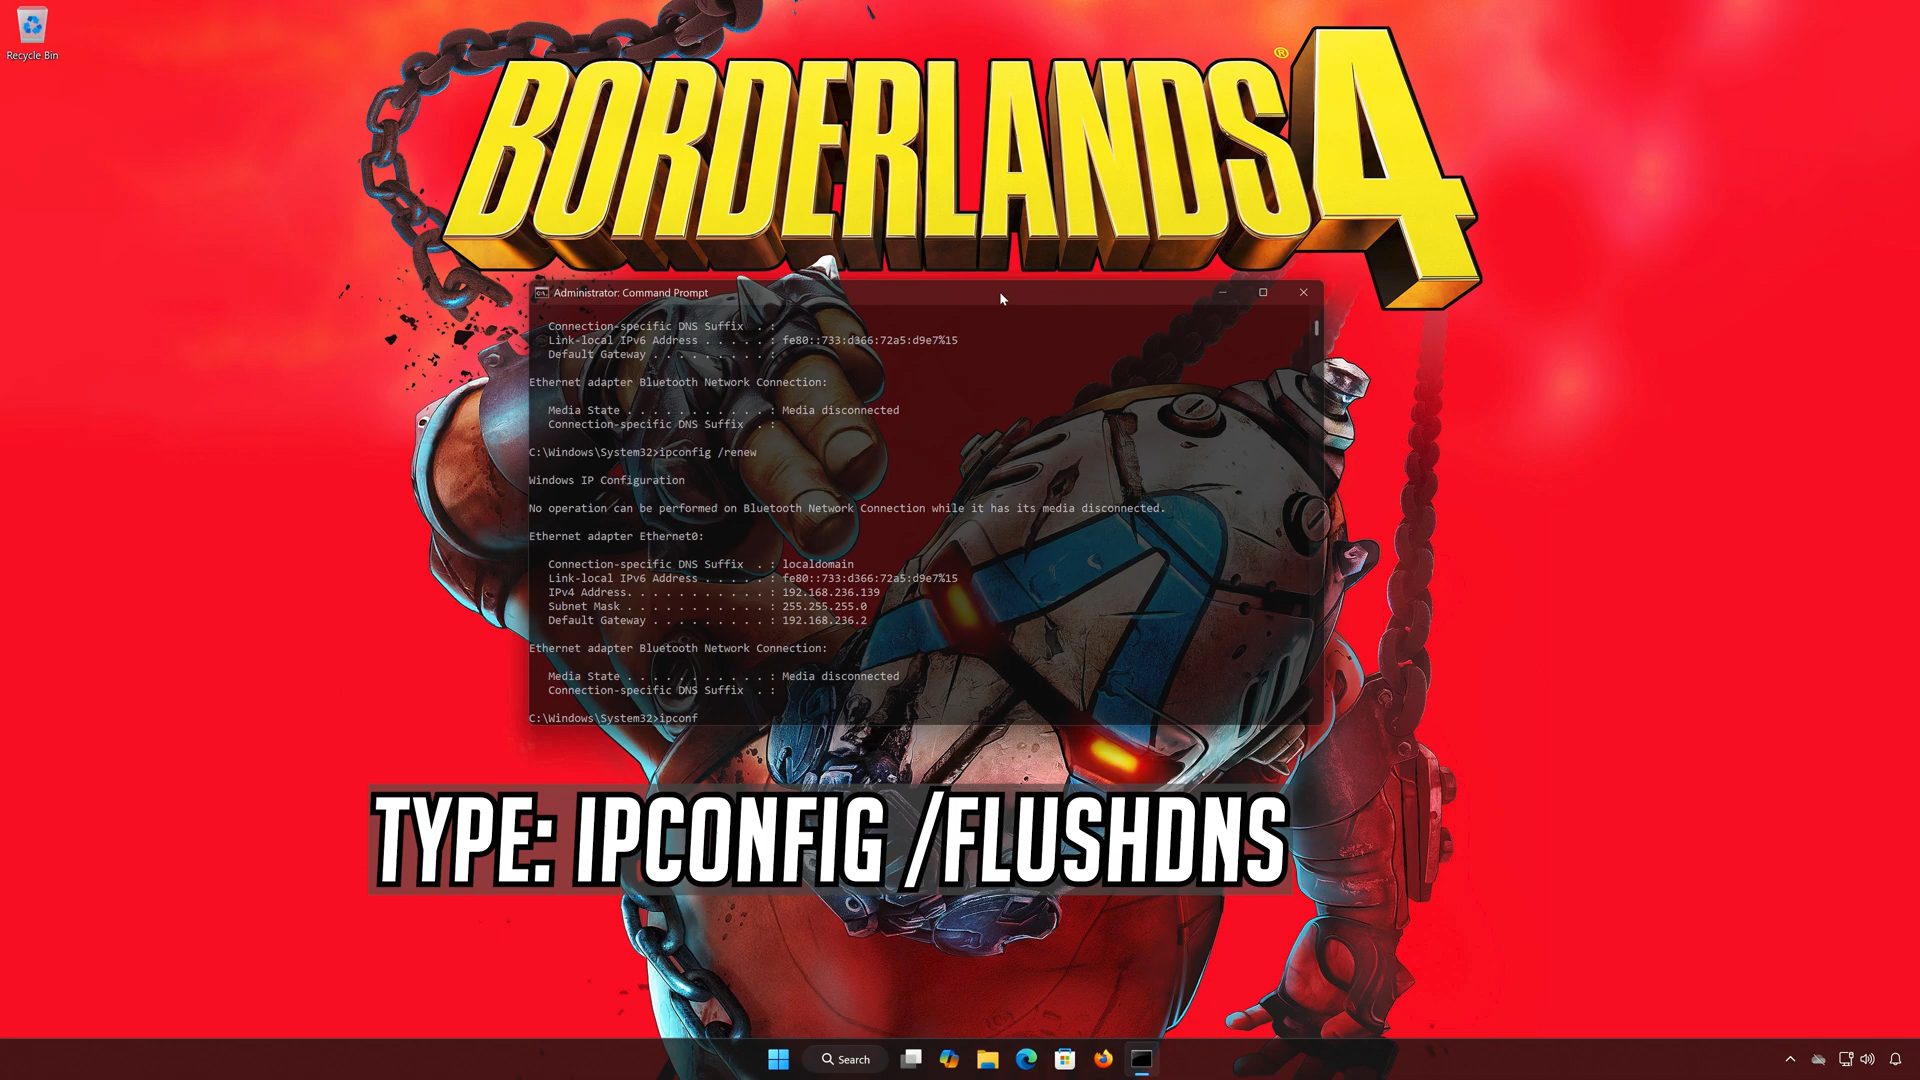 Recycle Bin
BORDERLANDS 4
®
Administrator: Command Prompt
Connection-specific DNS Suffix  . :
Link-local IPv6 Address . . . . . : fe80::733:d366:72a5:d9e7%15
Default Gateway . . . . . . . . . :
Ethernet adapter Bluetooth Network Connection:
Media State . . . . . . . . . . . : Media disconnected
Connection-specific DNS Suffix  . :
C:\Windows\System32>ipconfig /renew
Windows IP Configuration
No operation can be performed on Bluetooth Network Connection while it has its media disconnected.
Ethernet adapter Ethernet0:
Connection-specific DNS Suffix  . : localdomain
Link-local IPv6 Address . . . . . : fe80::733:d366:72a5:d9e7%15
IPv4 Address. . . . . . . . . . . : 192.168.236.139
Subnet Mask . . . . . . . . . . . : 255.255.255.0
Default Gateway . . . . . . . . . : 192.168.236.2
Ethernet adapter Bluetooth Network Connection:
Media State . . . . . . . . . . . : Media disconnected
Connection-specific DNS Suffix  . :
C:\Windows\System32>ipconf
TYPE: IPCONFIG /FLUSHDNS
Search